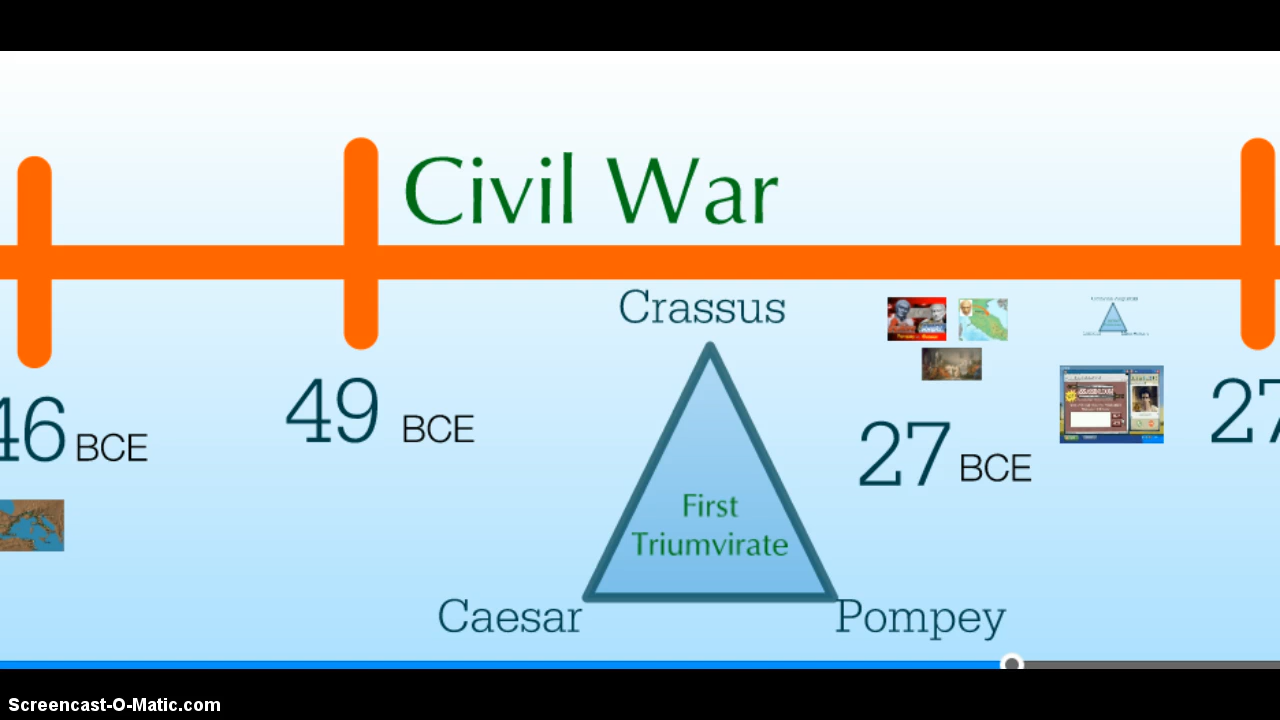 Civil War
Crassus
46 BCE
49 BCE
27 BCE
27
First
Triumvirate
Caesar
Pompey
Screencast-O-Matic.com